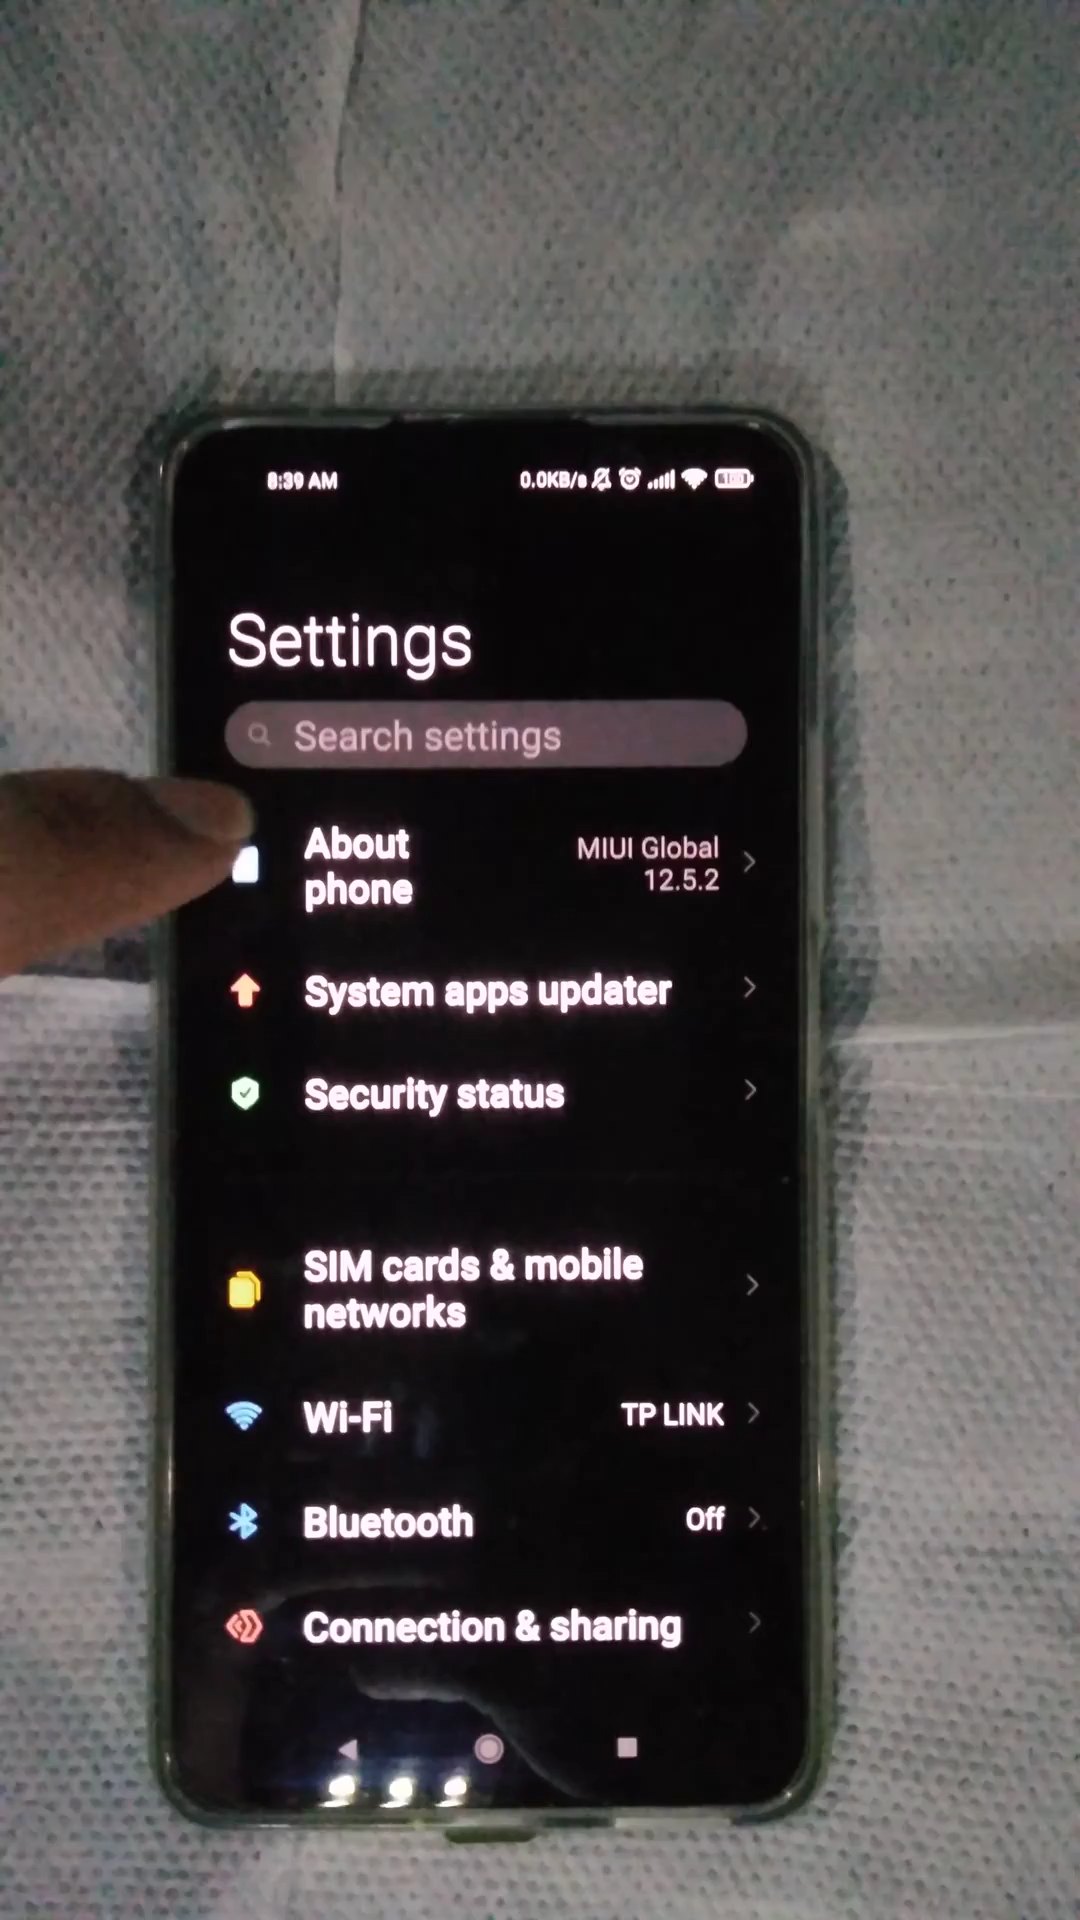 8:39 AM 0.0KB/s 100
Settings
Search settings
About
phone
MIUI Global
12.5.2
System apps updater
Security status
SIM cards & mobile
networks
Wi-Fi TP LINK
Bluetooth Off
Connection & sharing